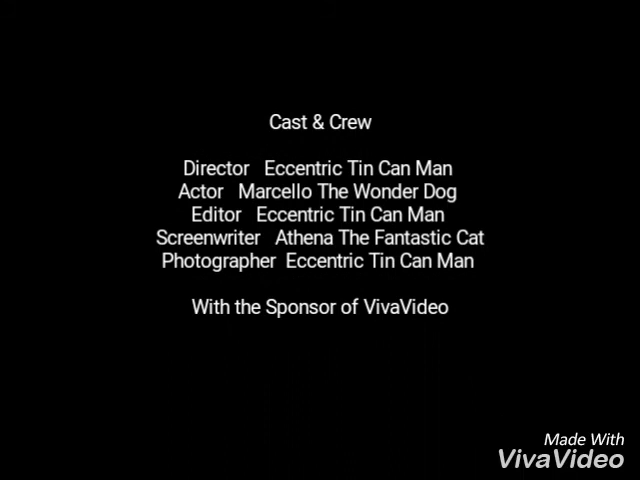 Cast & Crew
Director Eccentric Tin Can Man
Actor Marcello The Wonder Dog
Editor Eccentric Tin Can Man
Screenwriter Athena The Fantastic Cat
Photographer Eccentric Tin Can Man
With the Sponsor of VivaVideo
Made With
VivaVideo